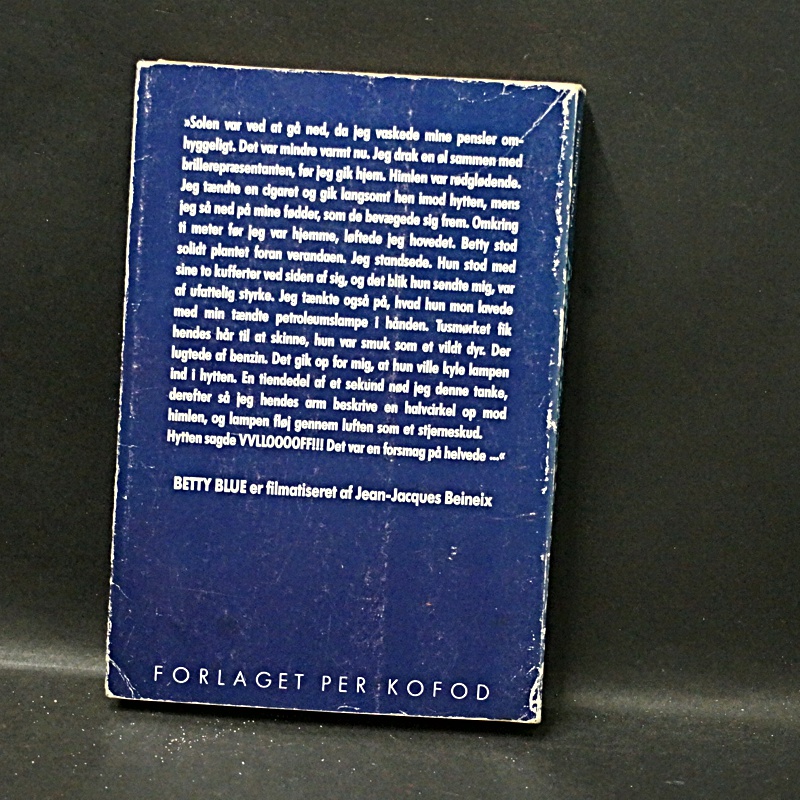 »Solen var ved at gå ned, da jeg vaskede mine pensler om-
hyggeligt. Det var mindre varmt nu. Jeg drak en øl sammen med
brillerepræsentanten, før jeg gik hjem. Himlen var rødglødende.
Jeg tændte en cigaret og gik langsomt hen imod hytten, mens
jeg så ned på mine fødder, som de bevægede sig frem. Omkring
ti meter før jeg var hjemme, løftede jeg hovedet. Betty stod
solidt plantet foran verandaen. Jeg standsede. Hun stod med
sine to kufferter ved siden af sig, og det blik hun sendte mig, var
af ufattelig styrke. Jeg tænkte også på, hvad hun mon lavede
med min tændte petroleumslampe i hånden. Tusmørket fik
hendes hår til at skinne, hun var smuk som et vildt dyr. Der
lugtede af benzin. Det gik op for mig, at hun ville kyle lampen
ind i hytten. En tiendedel af et sekund nød jeg denne tanke,
derefter så jeg hendes arm beskrive en halvcirkel op mod
himlen, og lampen fløj gennem luften som et stjerneskud.
Hytten sagde VVLLOOOOFF!!! Det var en forsmag på helvede ...«
BETTY BLUE er filmatiseret af Jean-Jacques Beineix
FORLAGET PER KOFOD